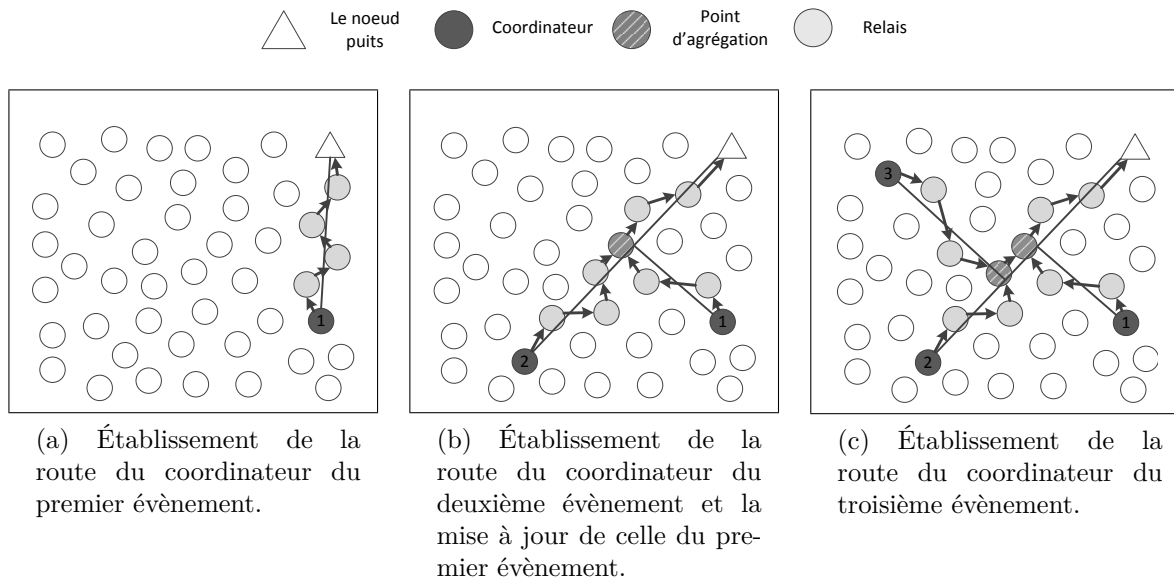 Le noeud
puits
Coordinateur
Point
d'agrégation
Relais
1
2
1
3
2
1
(a) Établissement de la
route du coordinateur du
premier évènement.
(b) Établissement de la
route du coordinateur du
deuxième évènement et la
mise à jour de celle du pre-
mier évènement.
(c) Établissement de la
route du coordinateur du
troisième évènement.